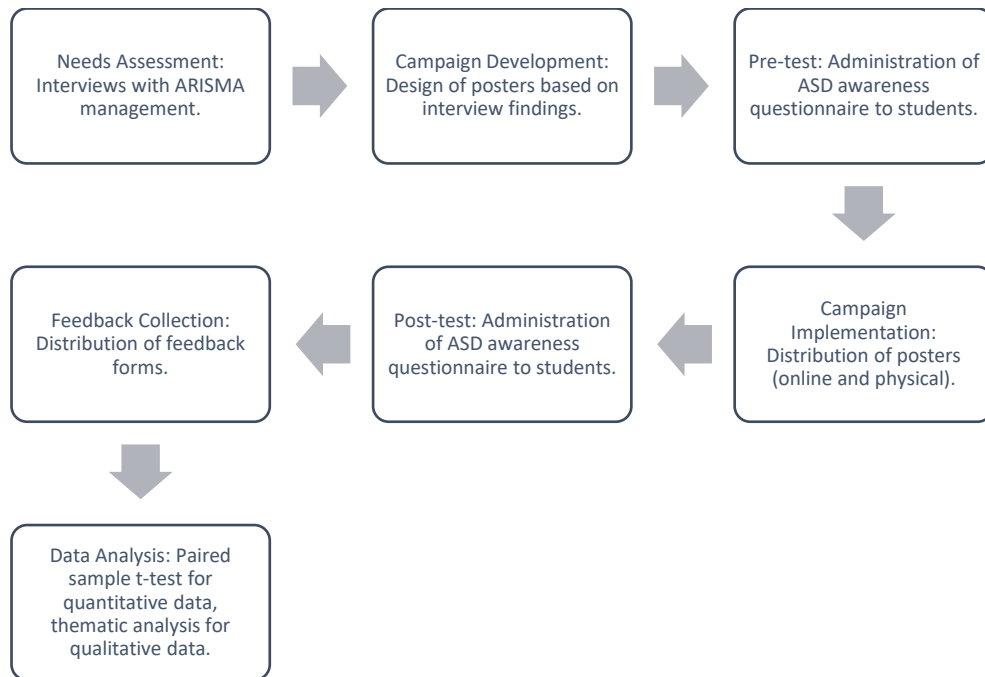 Needs Assessment:
Interviews with ARISMA
management.
Campaign Development:
Design of posters based on
interview findings.
Pre-test: Administration of
ASD awareness
questionnaire to students.
Campaign
Implementation:
Distribution of posters
(online and physical).
Post-test: Administration
of ASD awareness
questionnaire to students.
Feedback Collection:
Distribution of feedback
forms.
Data Analysis: Paired
sample t-test for
quantitative data,
thematic analysis for
qualitative data.